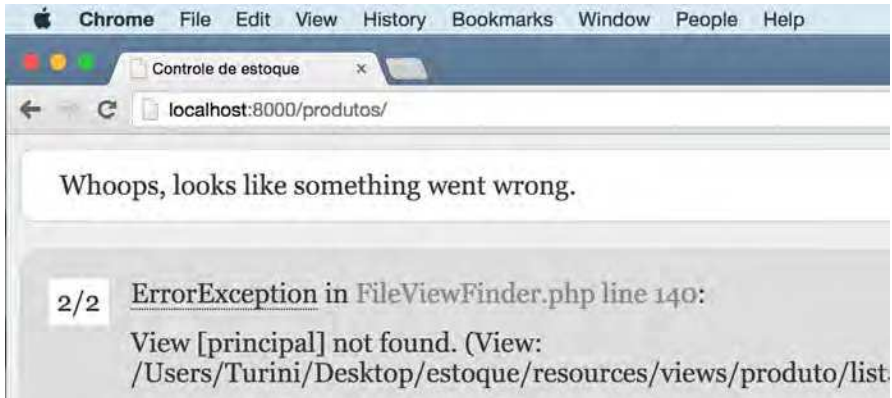 Chrome File Edit View History Bookmarks Window People Help
Controle de estoque ×
localhost:8000/produtos/
Whoops, looks like something went wrong.
2/2 ErrorException in FileViewFinder.php line 140:
View [principal] not found. (View:
/Users/Turini/Desktop/estoque/resources/views/produto/list